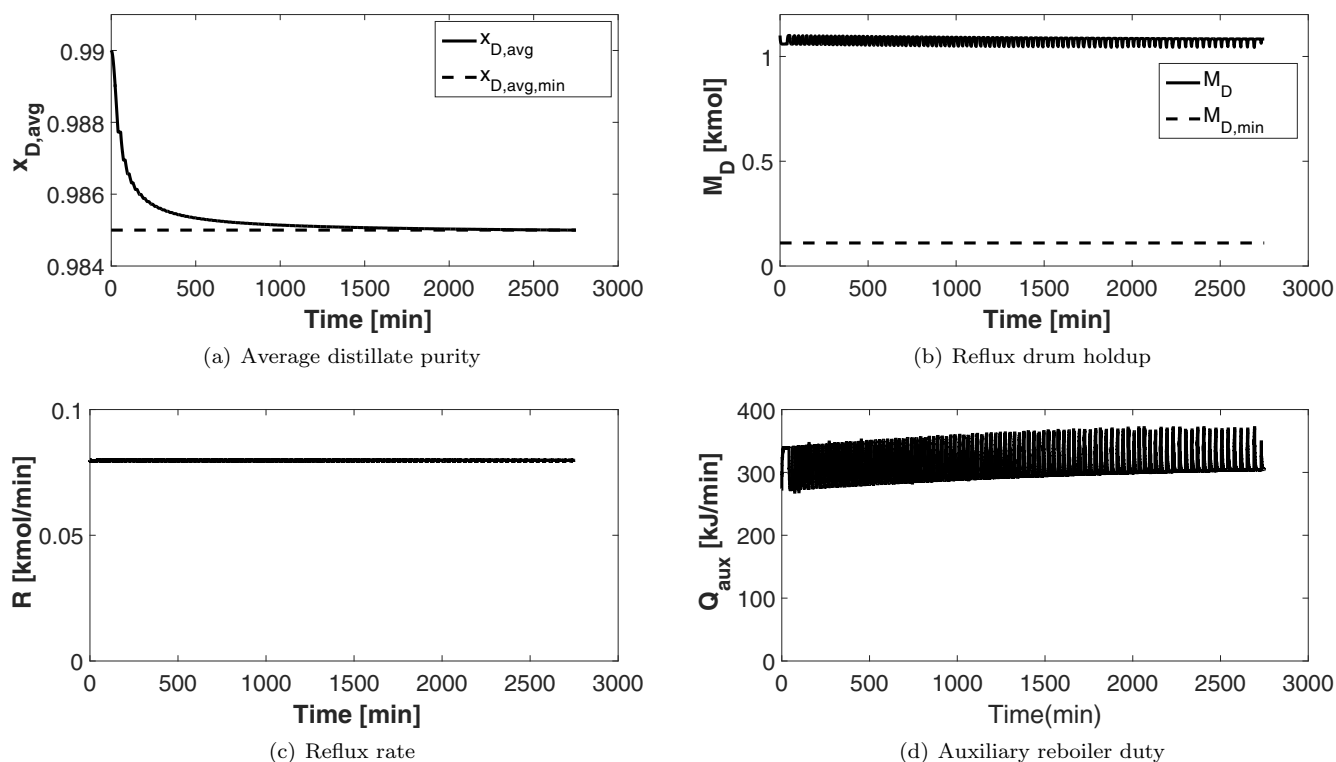 0.99
0.988
0.986
0.984
x_D,avg
x_D,avg
x_D,avg,min
0 500 1000 1500 2000 2500 3000
Time [min]
(a) Average distillate purity
1
0.5
0
M_D [kmol]
M_D
M_D,min
0 500 1000 1500 2000 2500 3000
Time [min]
(b) Reflux drum holdup
0.1
0.05
0
R [kmol/min]
0 500 1000 1500 2000 2500 3000
Time [min]
(c) Reflux rate
400
300
200
100
0
Q_aux [kJ/min]
0 500 1000 1500 2000 2500 3000
Time(min)
(d) Auxiliary reboiler duty